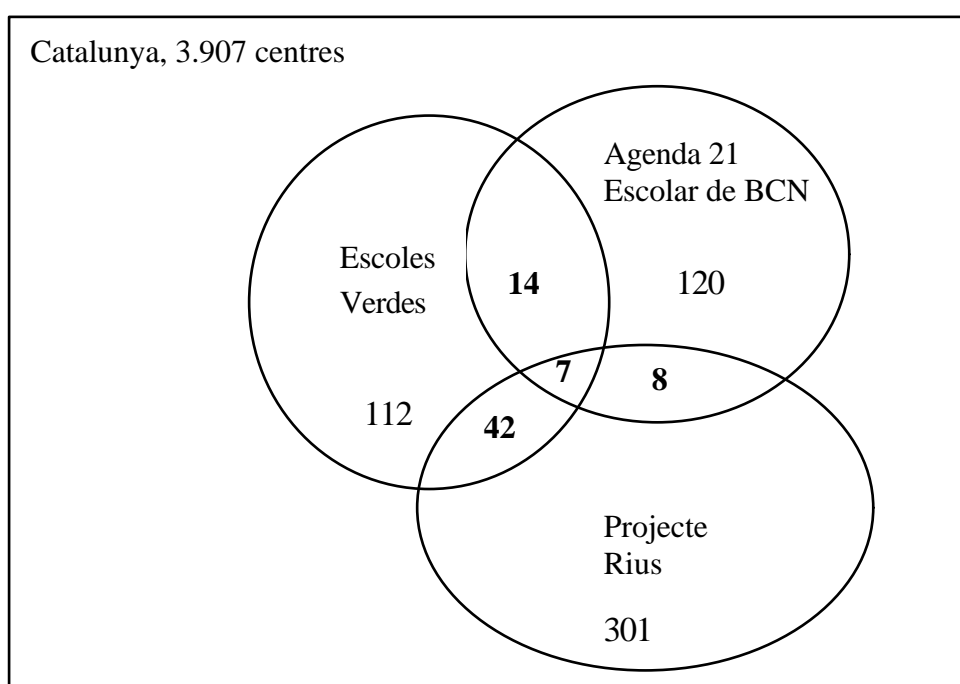 Catalunya, 3.907 centres
Agenda 21
Escolar de BCN
120
Escoles
Verdes
112
14
7
8
42
Projecte
Rius
301